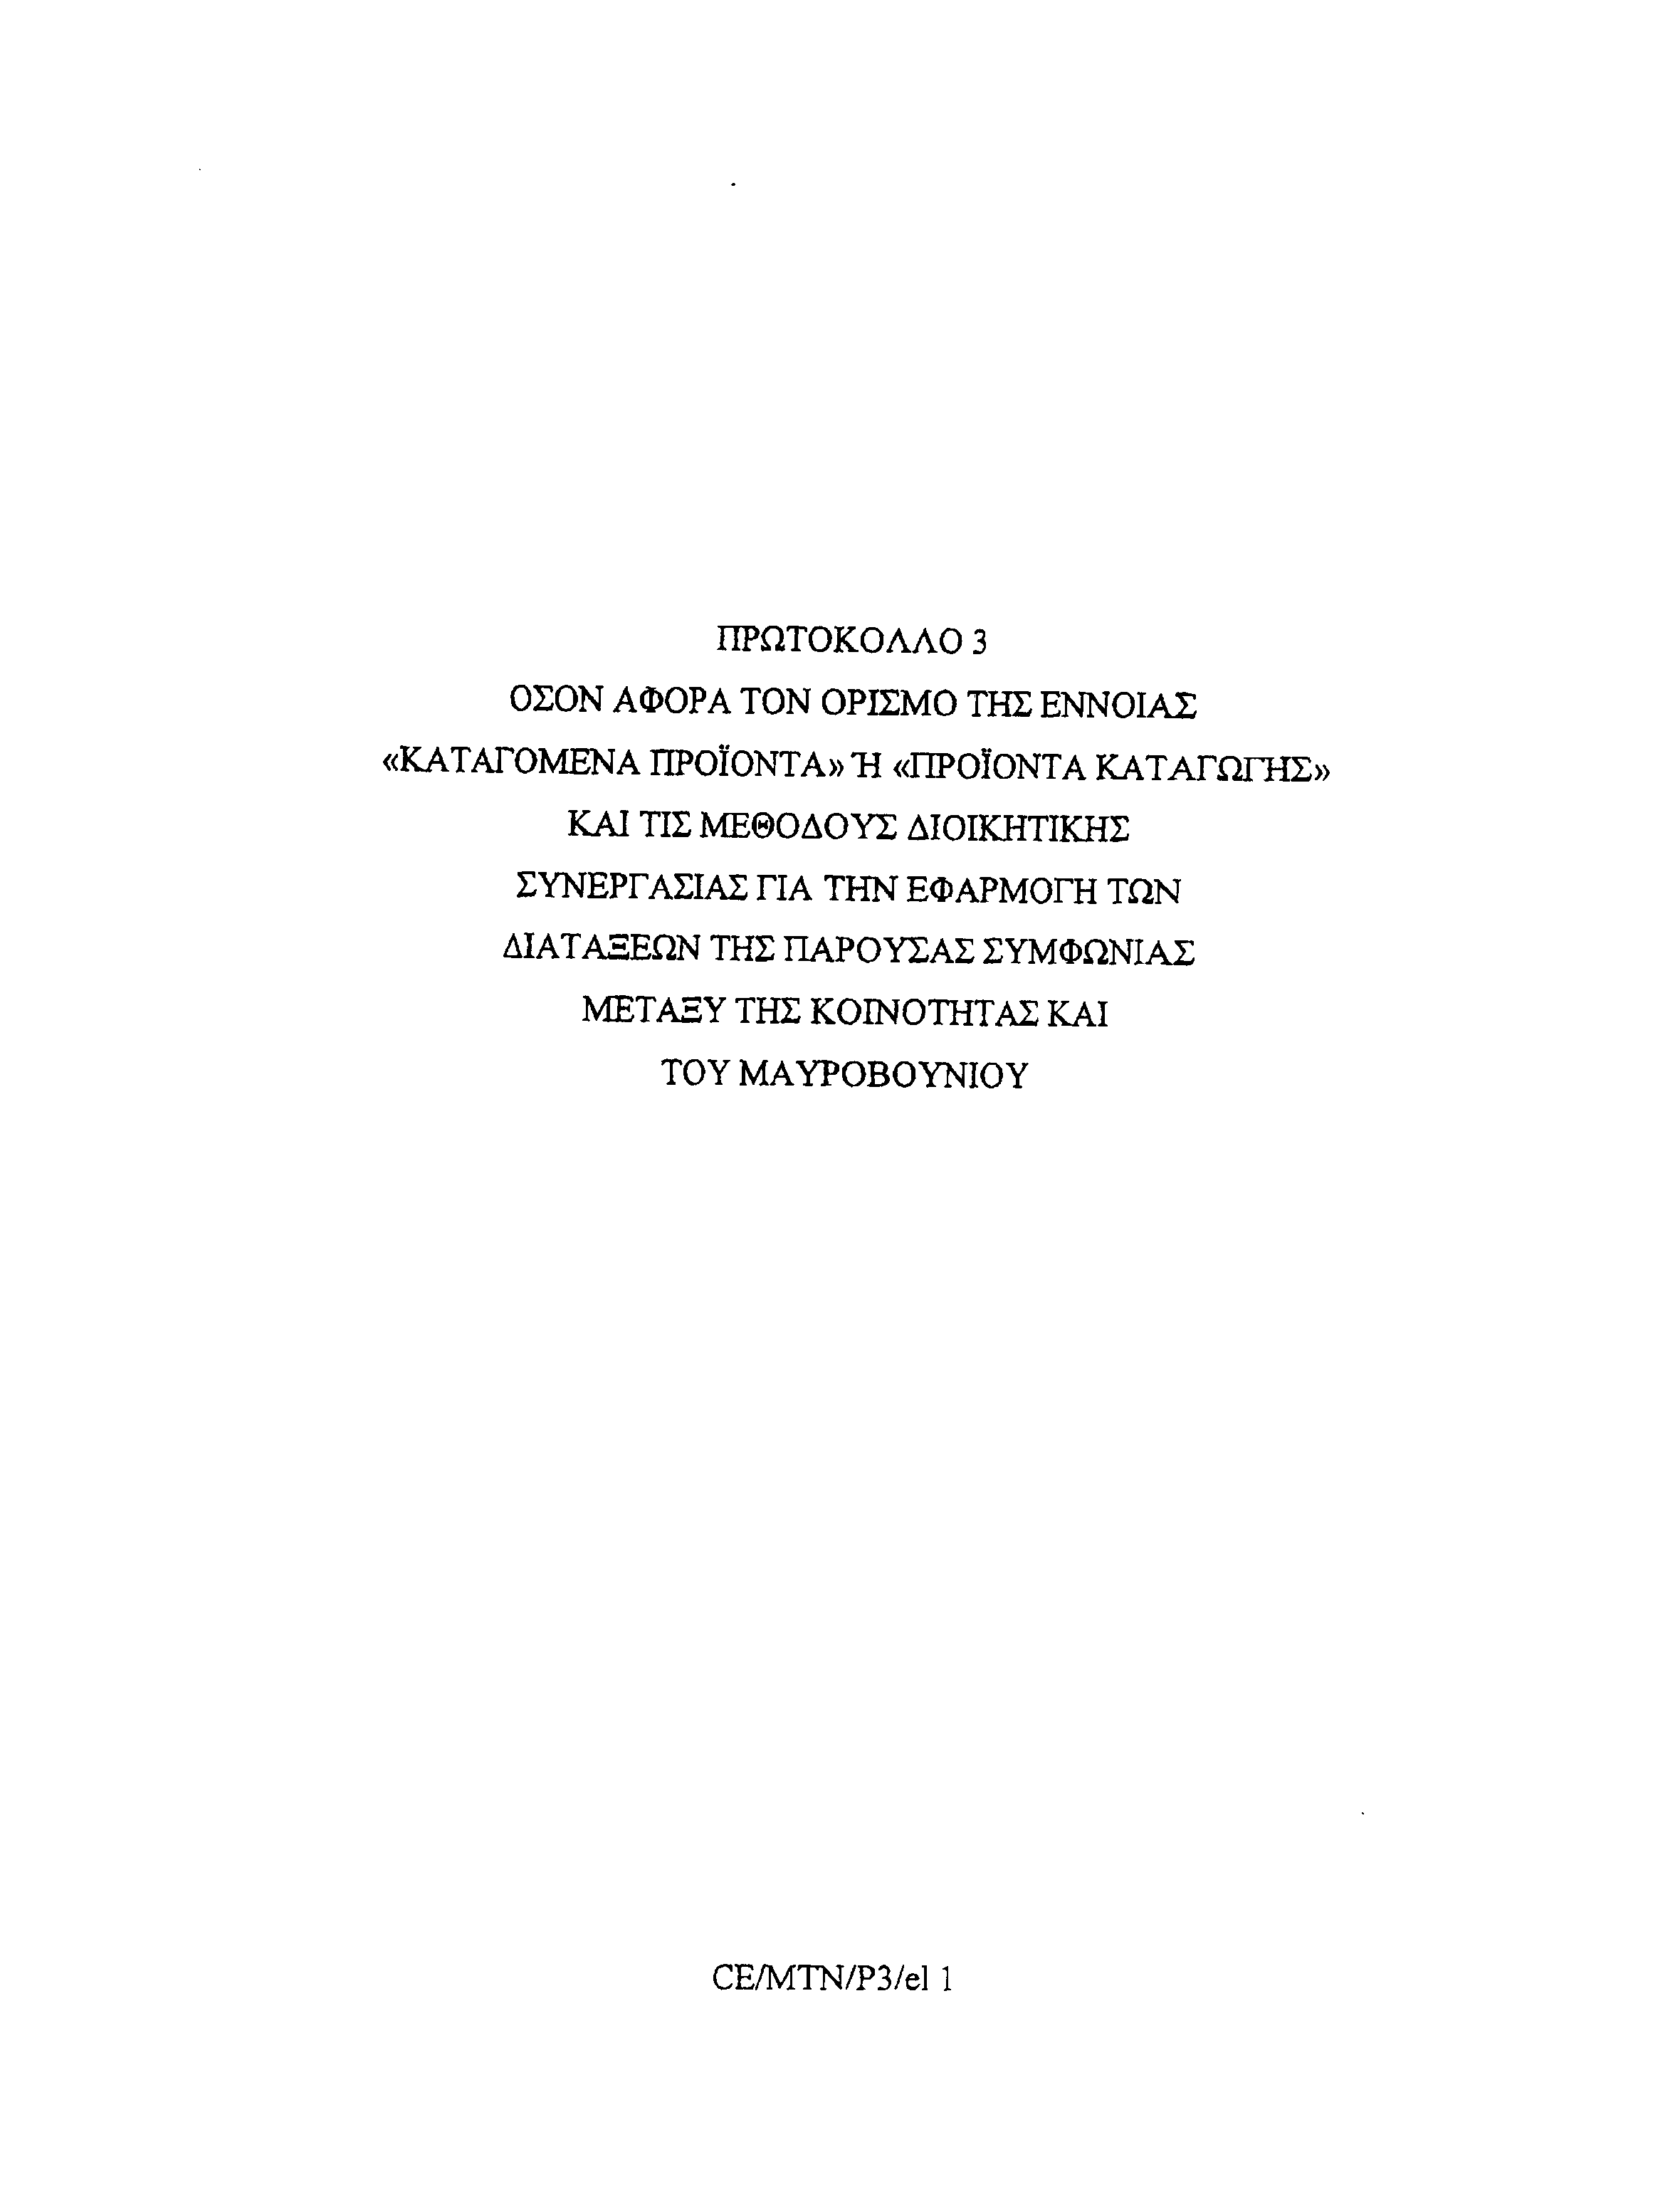 ΠΡΩΤΟΚΟΛΛΟ 3
ΟΣΟΝ ΑΦΟΡΑ ΤΟΝ ΟΡΙΣΜΟ ΤΗΣ ΕΝΝΟΙΑΣ
«ΚΑΤΑΓΟΜΕΝΑ ΠΡΟΪΟΝΤΑ» Ή «ΠΡΟΪΟΝΤΑ ΚΑΤΑΓΩΓΗΣ»
ΚΑΙ ΤΙΣ ΜΕΘΟΔΟΥΣ ΔΙΟΙΚΗΤΙΚΗΣ
ΣΥΝΕΡΓΑΣΙΑΣ ΓΙΑ ΤΗΝ ΕΦΑΡΜΟΓΗ ΤΩΝ
ΔΙΑΤΑΞΕΩΝ ΤΗΣ ΠΑΡΟΥΣΑΣ ΣΥΜΦΩΝΙΑΣ
ΜΕΤΑΞΥ ΤΗΣ ΚΟΙΝΟΤΗΤΑΣ ΚΑΙ
ΤΟΥ ΜΑΥΡΟΒΟΥΝΙΟΥ
CE/MTN/P3/el 1